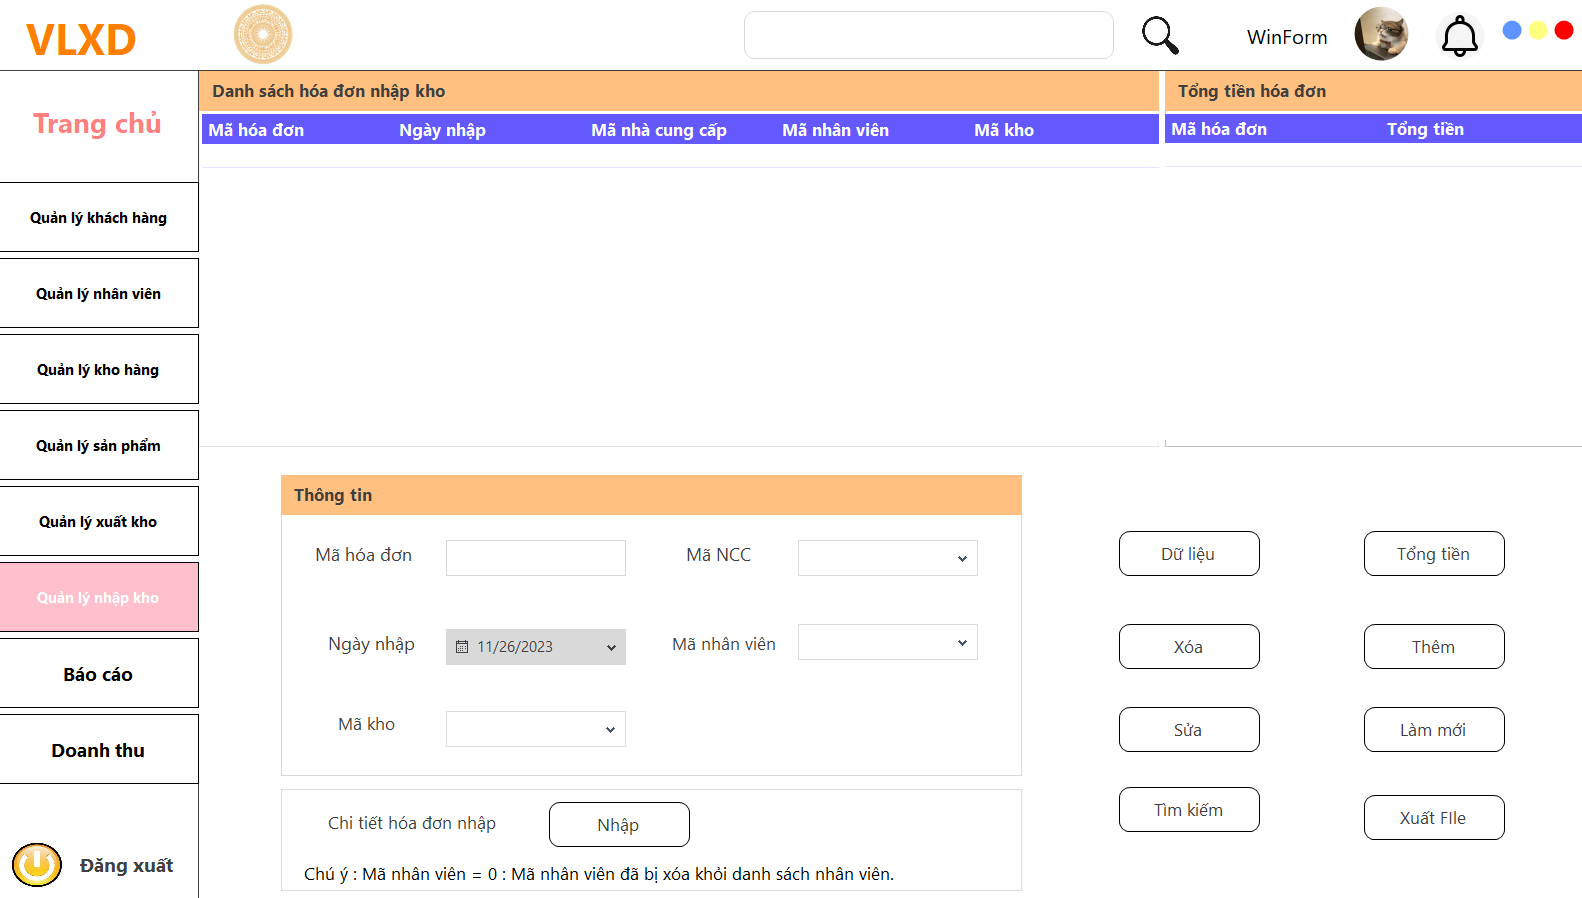 VLXD
WinForm
Trang chủ
Quản lý khách hàng
Quản lý nhân viên
Quản lý kho hàng
Quản lý sản phẩm
Quản lý xuất kho
Quản lý nhập kho
Báo cáo
Doanh thu
Đăng xuất
Danh sách hóa đơn nhập kho
Mã hóa đơn Ngày nhập Mã nhà cung cấp Mã nhân viên Mã kho
Tổng tiền hóa đơn
Mã hóa đơn Tổng tiền
Thông tin
Mã hóa đơn Mã NCC
Ngày nhập 11/26/2023 Mã nhân viên
Mã kho
Chi tiết hóa đơn nhập Nhập
Chú ý : Mã nhân viên = 0 : Mã nhân viên đã bị xóa khỏi danh sách nhân viên.
Dữ liệu Tổng tiền
Xóa Thêm
Sửa Làm mới
Tìm kiếm Xuất FIle